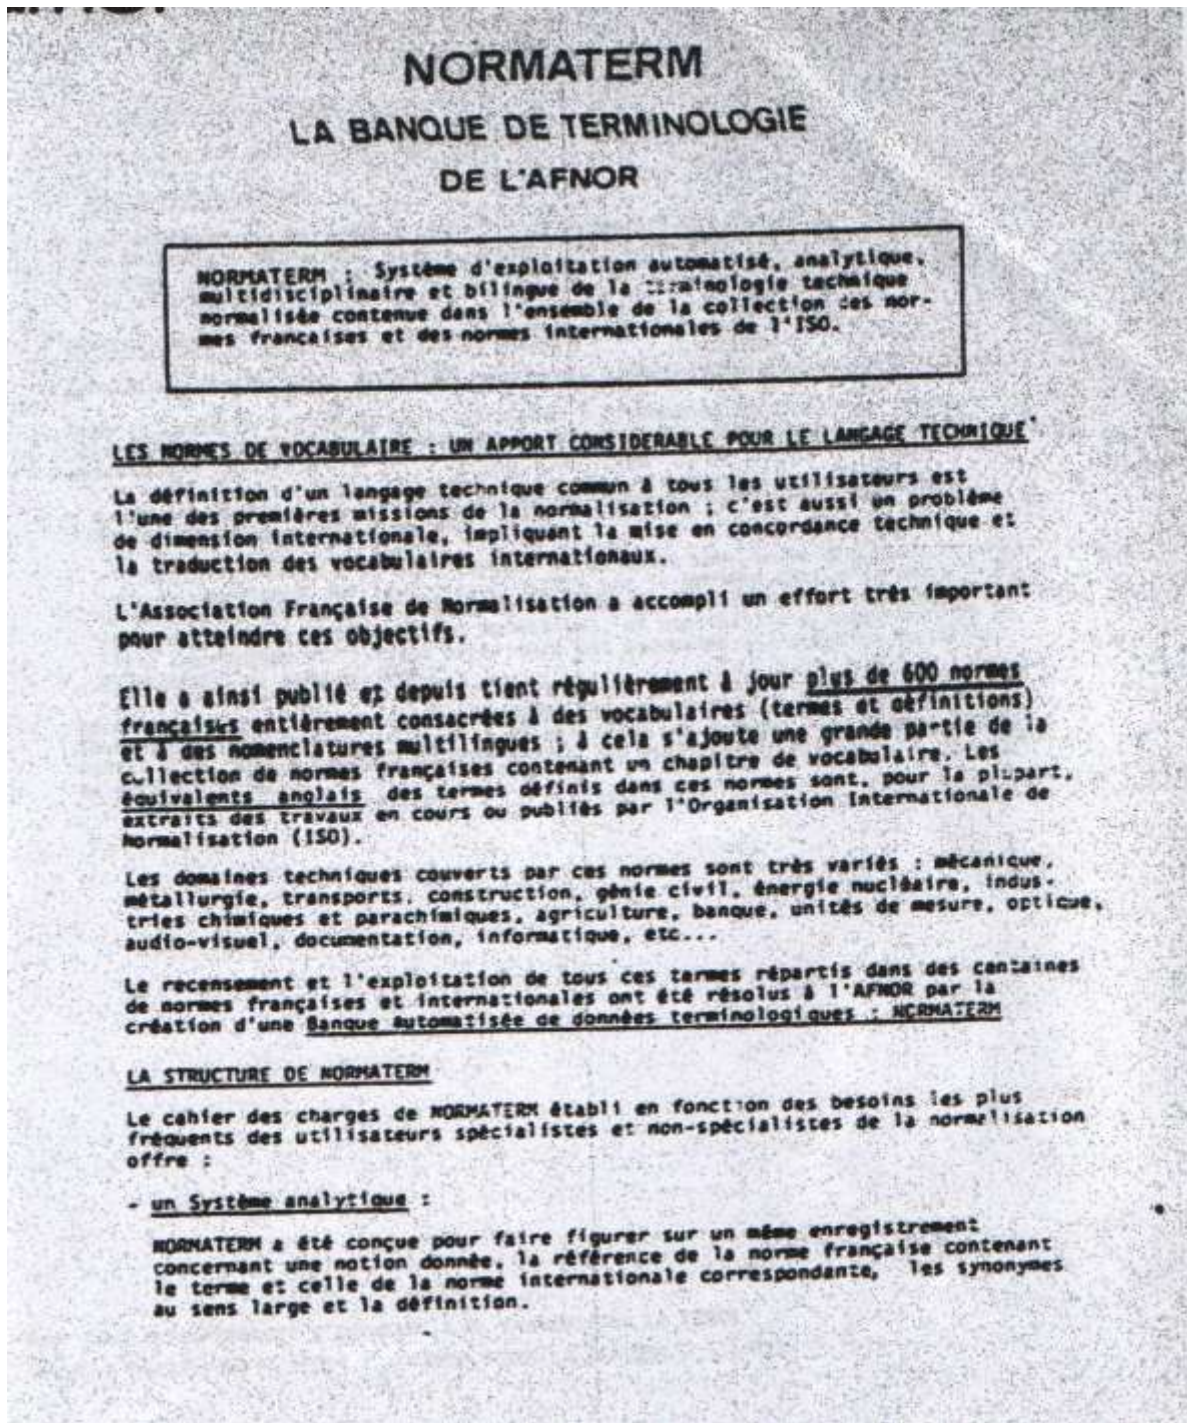 NORMATERM
LA BANQUE DE TERMINOLOGIE
DE L'AFNOR
NORMATERM : Système d'exploitation automatisé, analytique,
multidisciplinaire et bilingue de la terminologie technique
normalisée contenue dans l'ensemble de la collection des nor-
mes françaises et des normes internationales de l'ISO.
LES NORMES DE VOCABULAIRE : UN APPORT CONSIDERABLE POUR LE LANGAGE TECHNIQUE
La définition d'un langage technique commun à tous les utilisateurs est
l'une des premières missions de la normalisation ; c'est aussi un problème
de dimension internationale, impliquant la mise en concordance technique et
la traduction des vocabulaires internationaux.
L'Association Française de Normalisation a accompli un effort très important
pour atteindre ces objectifs.
Elle a ainsi publié et depuis tient régulièrement à jour plus de 600 normes
françaises entièrement consacrées à des vocabulaires (termes et définitions)
et à des nomenclatures multilingues ; à cela s'ajoute une grande partie de la
collection de normes françaises contenant un chapitre de vocabulaire. Les
équivalents anglais des termes définis dans ces normes sont, pour la plupart,
extraits des travaux en cours ou publiés par l'Organisation Internationale de
Normalisation (ISO).
Les domaines techniques couverts par ces normes sont très variés : mécanique,
métallurgie, transports, construction, génie civil, énergie nucléaire, indus-
tries chimiques et parachimiques, agriculture, banque, unités de mesure, optique,
audio-visuel, documentation, informatique, etc...
Le recensement et l'exploitation de tous ces termes répartis dans des centaines
de normes françaises et internationales ont été résolus à l'AFNOR par la
création d'une Banque Automatisée de données terminologiques : NORMATERM
LA STRUCTURE DE NORMATERM
Le cahier des charges de NORMATERM établi en fonction des besoins les plus
fréquents des utilisateurs spécialistes et non-spécialistes de la normalisation
offre :
- un Système analytique :
NORMATERM a été conçue pour faire figurer sur un même enregistrement
concernant une notion donnée, la référence de la norme française contenant
le terme et celle de la norme internationale correspondante, les synonymes
au sens large et la définition.